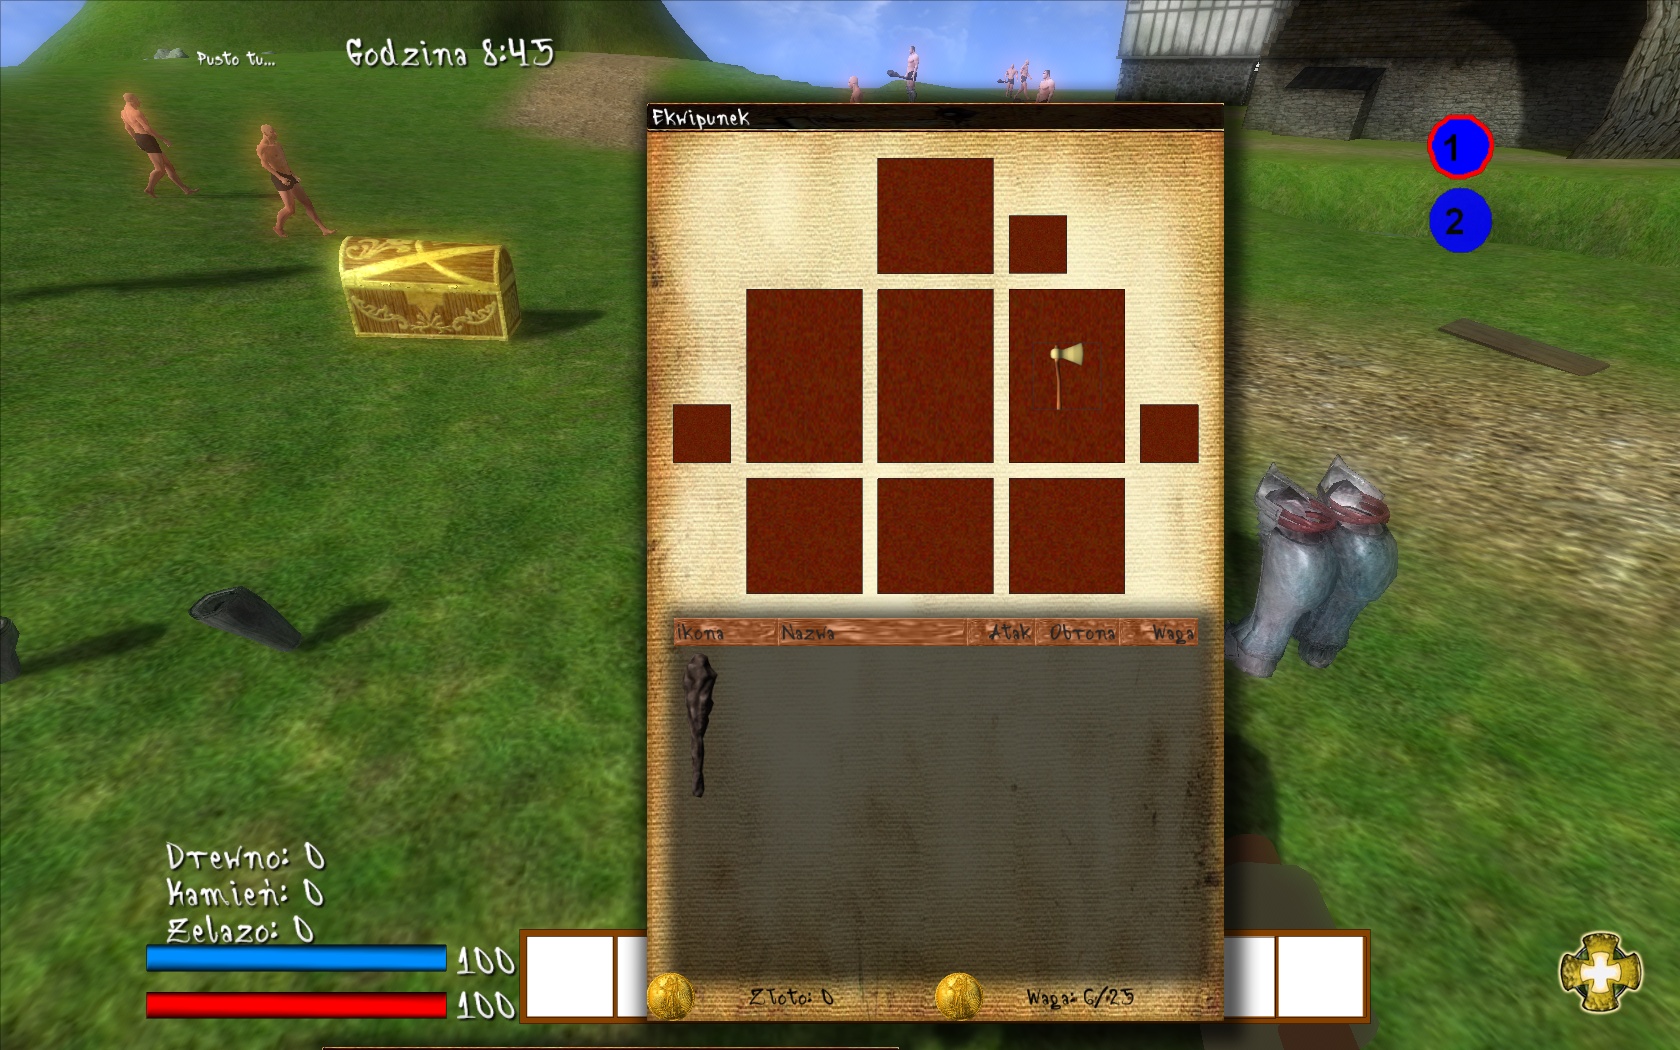 Pusto tu...
Godzina 8:45
Ekwipunek
1
2
Ikona Nazwa Atak Obrona Waga
Drewno: 0
Kamień: 0
Żelazo: 0
100
100
Złoto: 0
Waga: 6/25